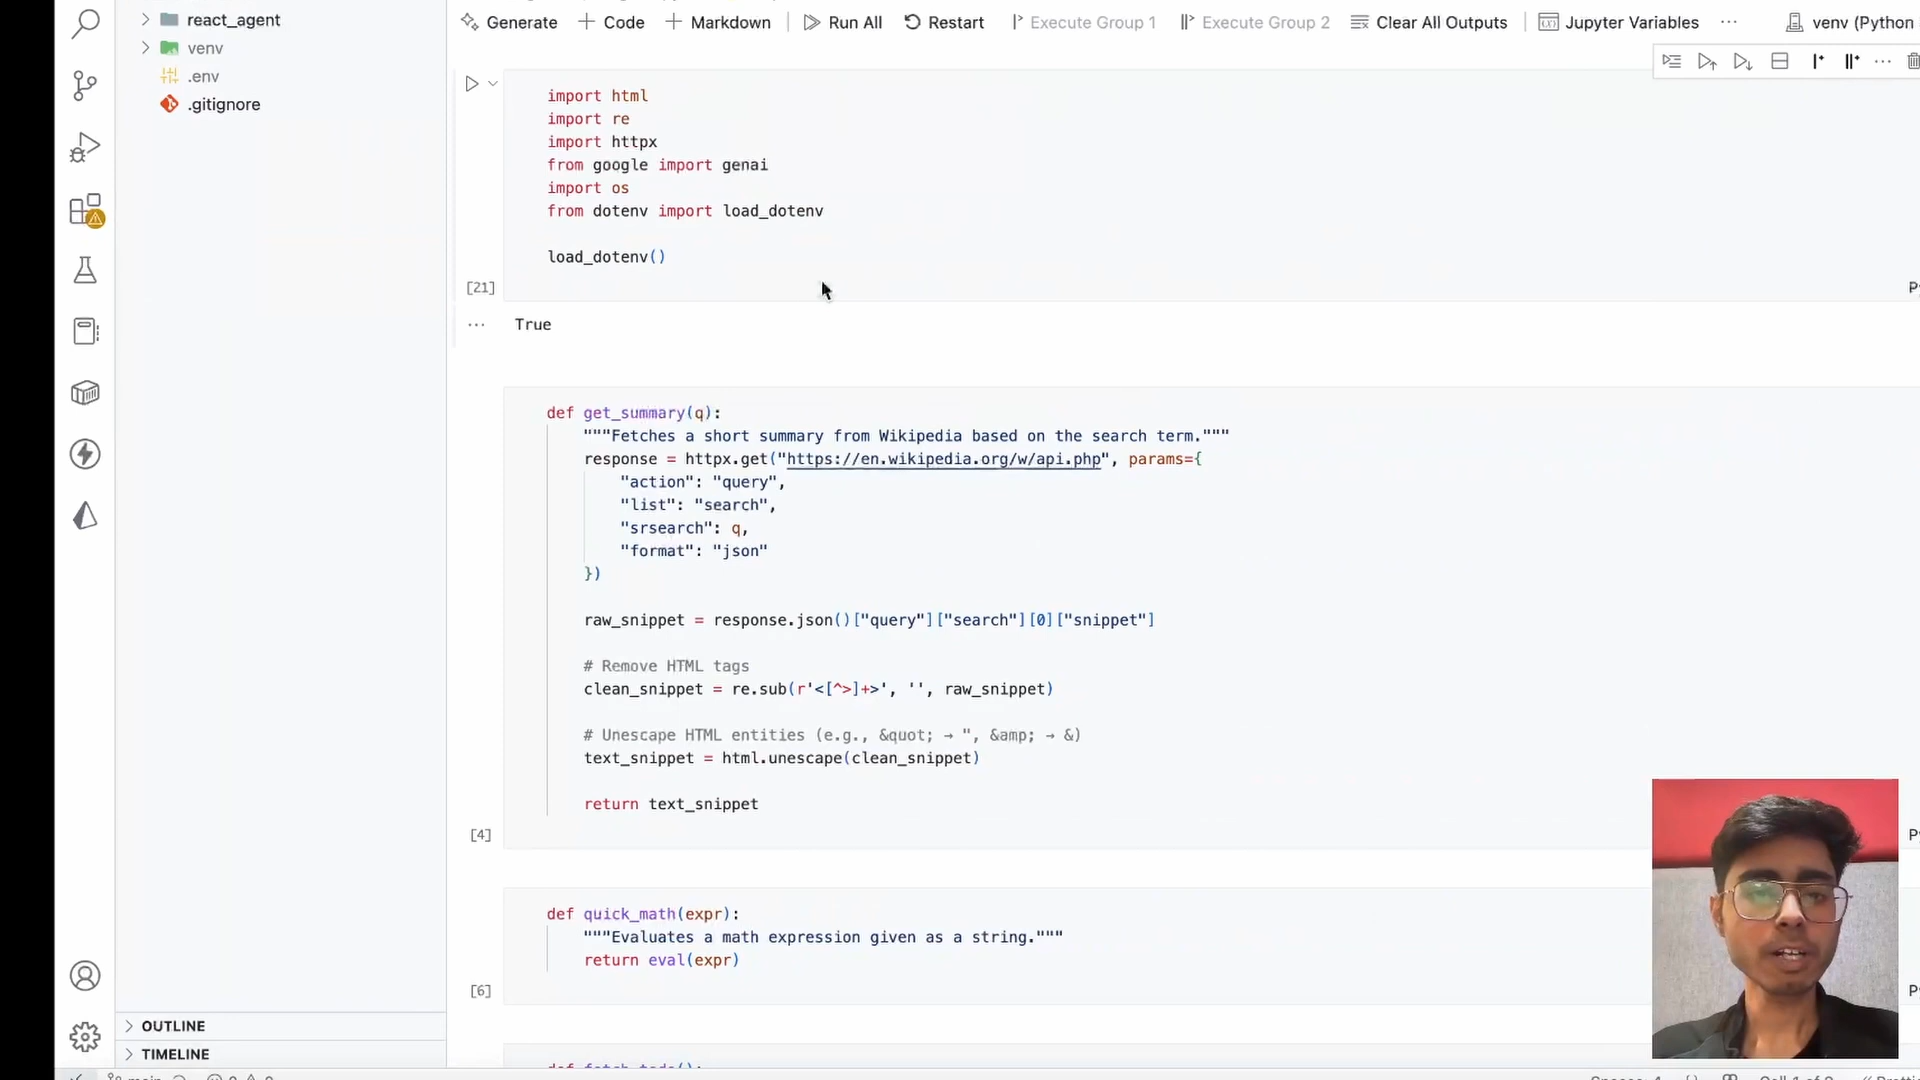 react_agent
venv
.env
.gitignore
Generate + Code + Markdown Run All Restart Execute Group 1 Execute Group 2 Clear All Outputs Jupyter Variables ... venv (Python
import html
import re
import httpx
from google import genai
import os
from dotenv import load_dotenv
load_dotenv()
[21]
... True
def get_summary(q):
"""Fetches a short summary from Wikipedia based on the search term."""
response = httpx.get("https://en.wikipedia.org/w/api.php", params={
"action": "query",
"list": "search",
"srsearch": q,
"format": "json"
})
raw_snippet = response.json()["query"]["search"][0]["snippet"]
# Remove HTML tags
clean_snippet = re.sub(r'<[^>]+>', '', raw_snippet)
# Unescape HTML entities (e.g., &quot; → ", &amp; → &)
text_snippet = html.unescape(clean_snippet)
return text_snippet
[4]
def quick_math(expr):
"""Evaluates a math expression given as a string."""
return eval(expr)
[6]
OUTLINE
TIMELINE